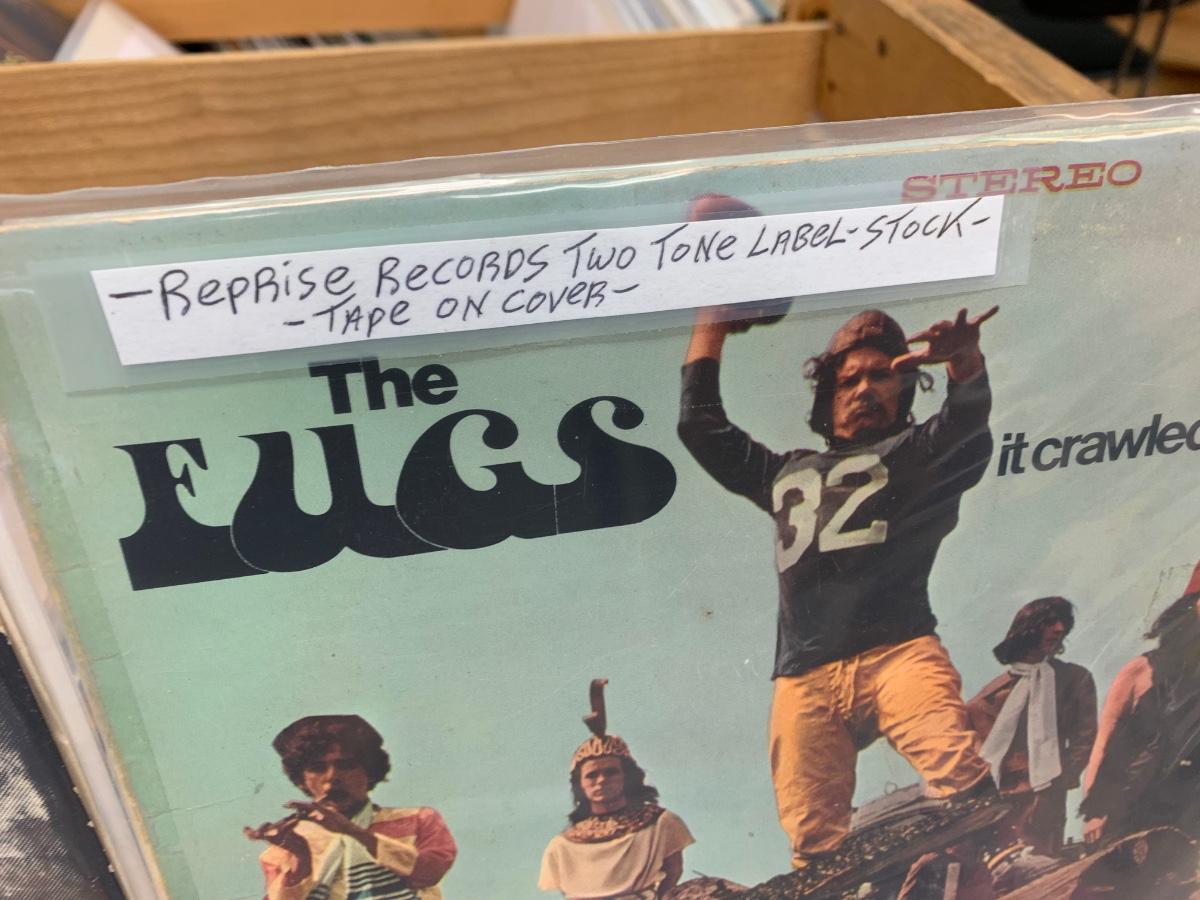 STEREO
-Reprise Records Two Tone Label-Stock-
-Tape on cover-
The
FUGS
it crawled
32